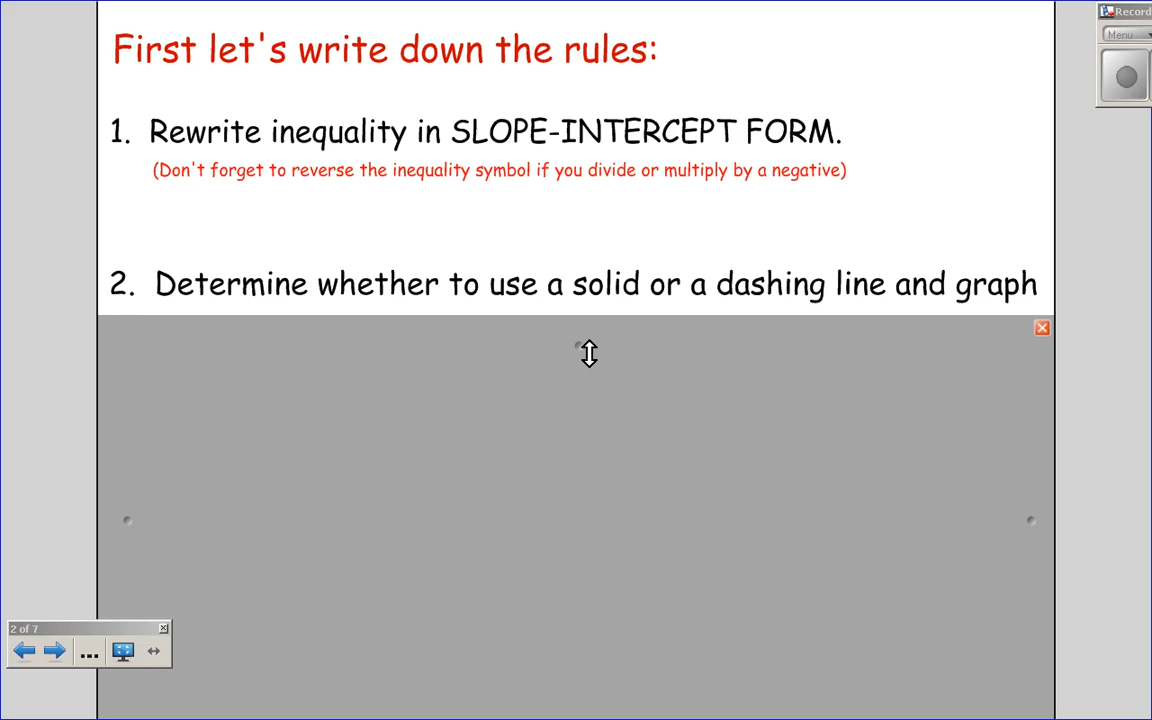 Record
Menu
First let's write down the rules:
1. Rewrite inequality in SLOPE-INTERCEPT FORM.
(Don't forget to reverse the inequality symbol if you divide or multiply by a negative)
2. Determine whether to use a solid or a dashing line and graph
2 of 7
...